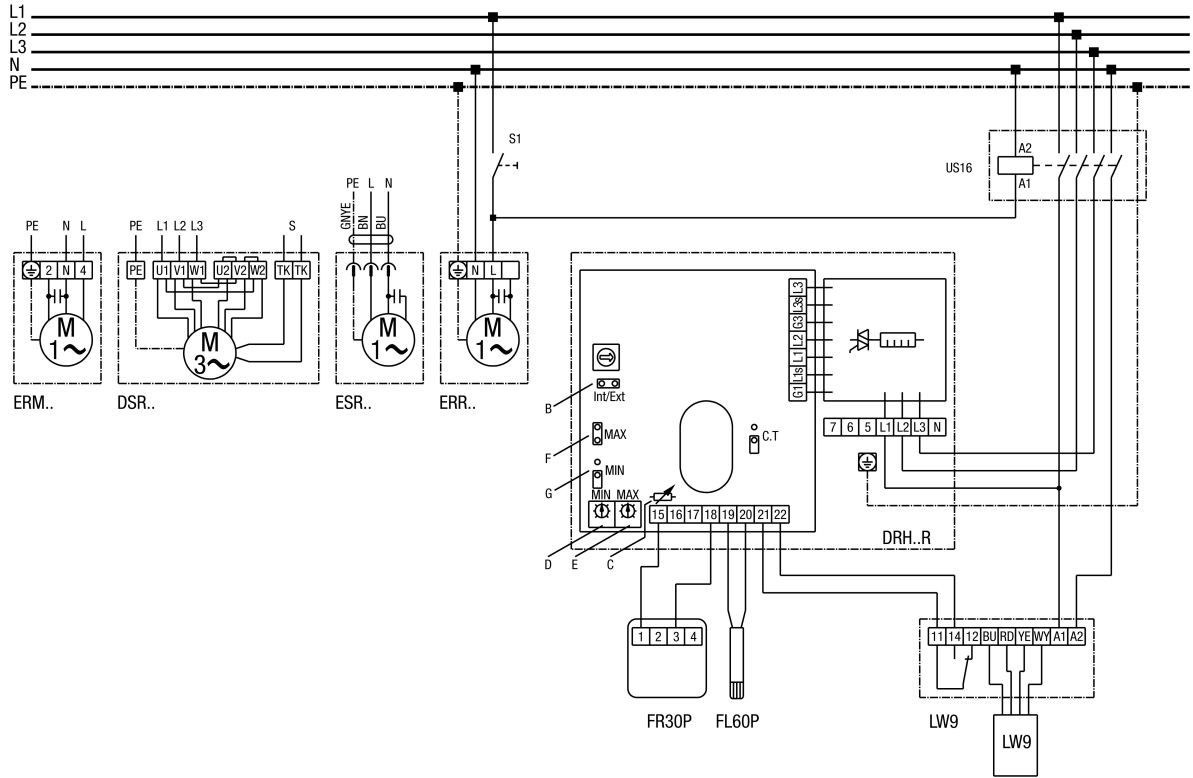 L1
L2
L3
N
PE
S1
A2
US16
A1
PE L N
GNYE
BN
BU
PE N L
PE L1 L2 L3
S
2 N 4
PE
U1 V1 W1
U2 V2 W2
TK TK
N L
M
1
M
3
M
1
M
1
ERM..
DSR..
ESR..
ERR..
L3
L3s
G3
L2
L1
L1s
G1
B
Int/Ext
F
MAX
C.T
G
MIN
MIN MAX
7 6 5 L1 L2 L3 N
15 16 17 18 19 20 21 22
D
E
C
DRH..R
1 2 3 4
11 14 12 BU RD YE WY A1 A2
FR30P
FL60P
LW9
LW9